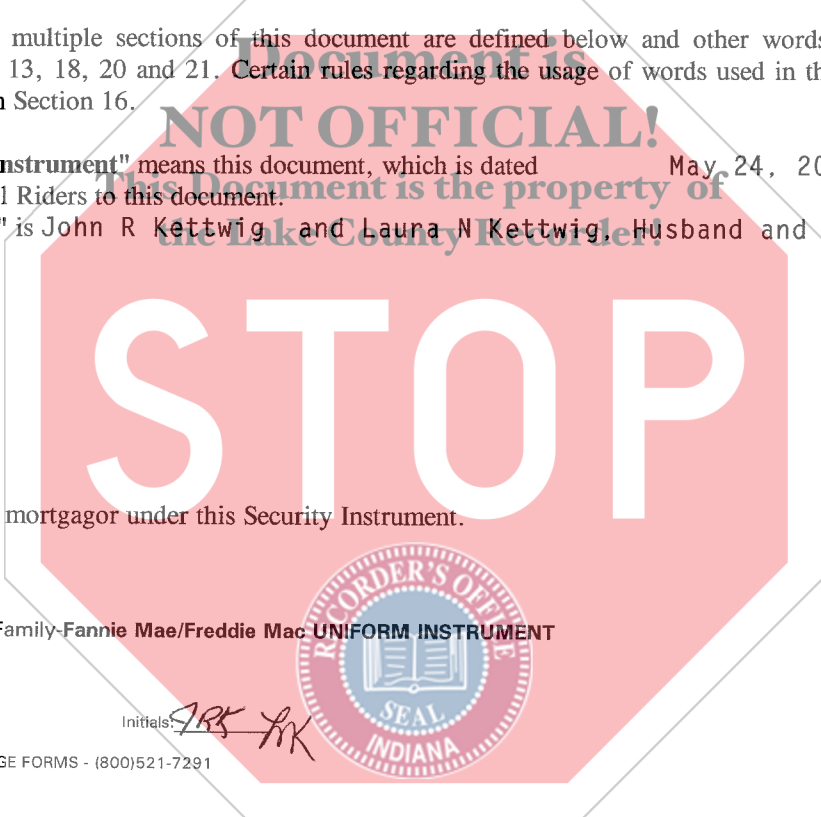 multiple sections of this document are defined below and other words
Document is
13, 18, 20 and 21. Certain rules regarding the usage of words used in th
Section 16.
NOT OFFICIAL!
nstrument" means this document, which is dated May 24, 20
This Document is the property of
l Riders to this document.
" is John R Kettwig and Launa N Kettwig, Husband and
the Lake County Recorder!
STOP
mortgagor under this Security Instrument.
RECORDER'S OFFICE
Family-Fannie Mae/Freddie Mac UNIFORM INSTRUMENT
SEAL
INDIANA
Initials: JRK LNK
GE FORMS - (800)521-7291